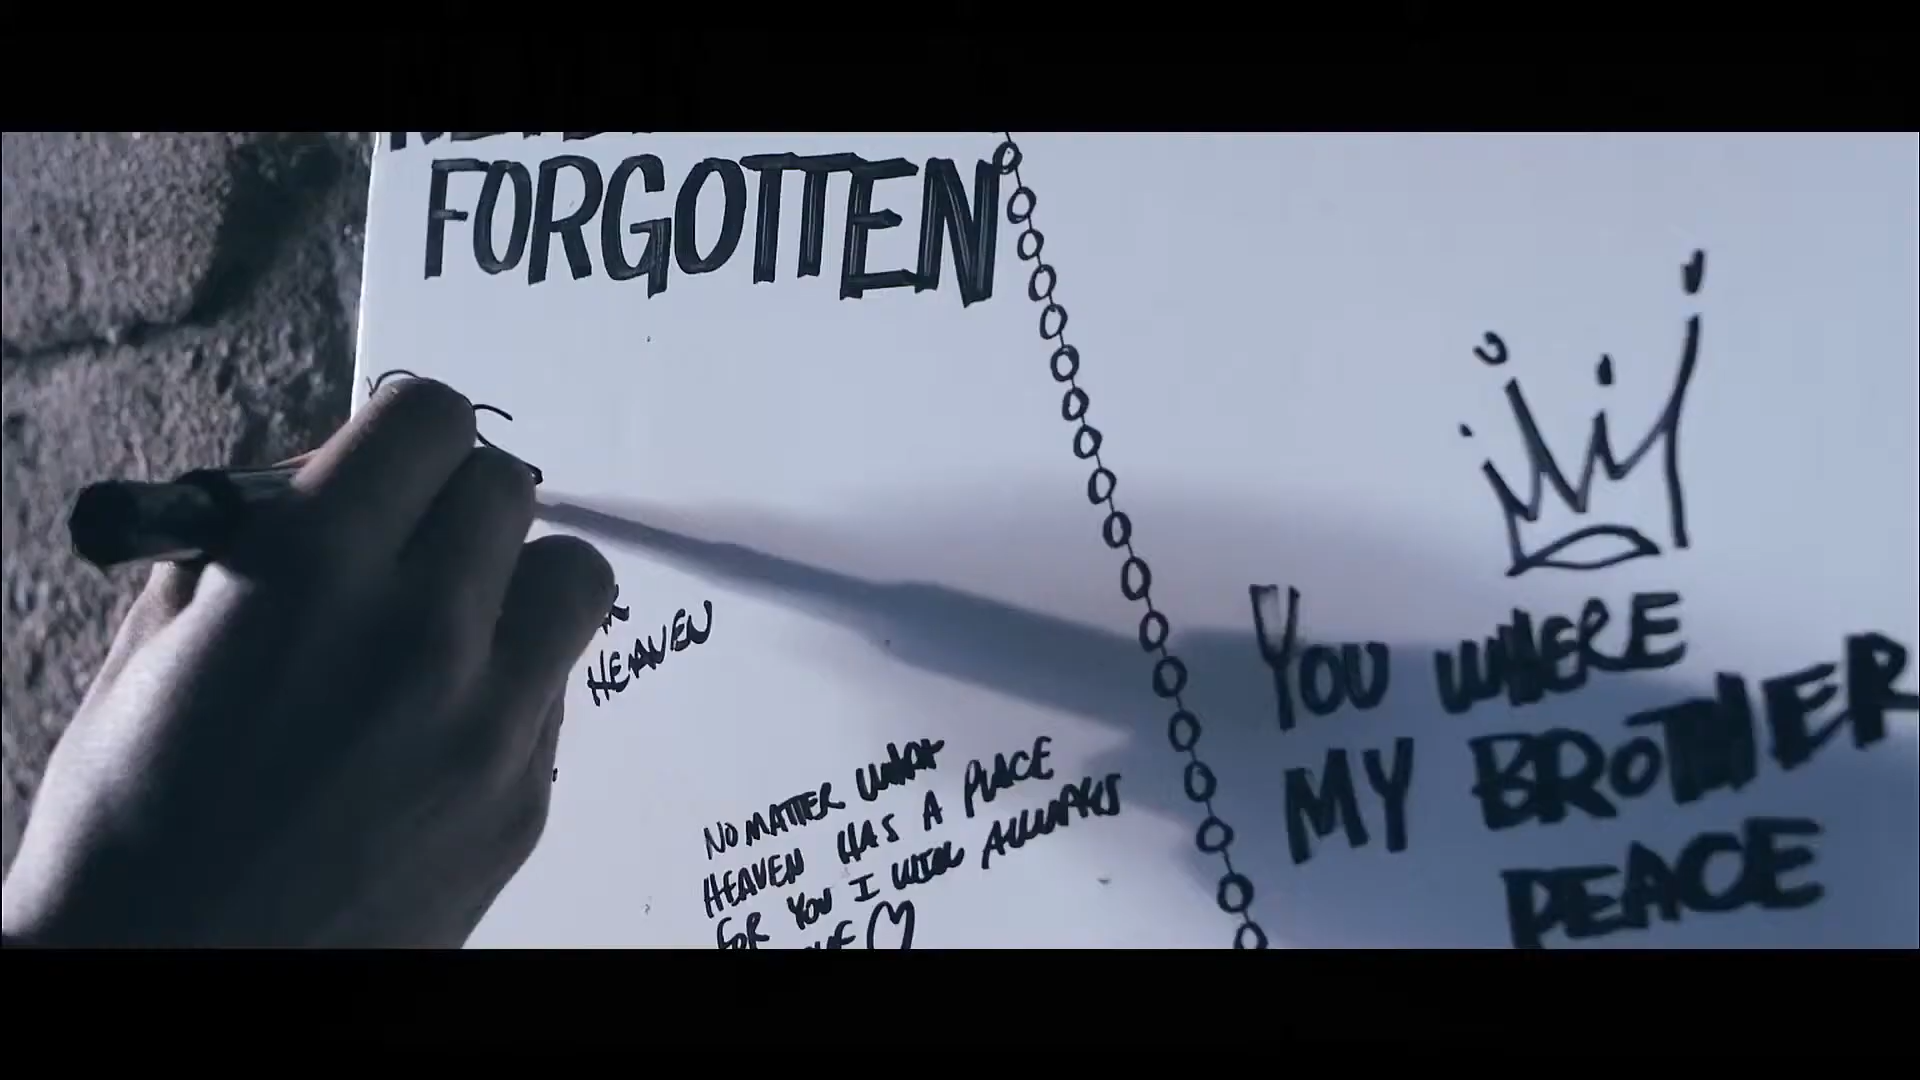 FORGOTTEN
HEAVEN
NO MATTER WHAT
HEAVEN HAS A PLACE
FOR YOU I WILL ALWAYS
YOU WHERE
MY BROTHER
PEACE